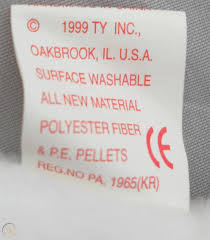 © 1999 TY INC.,
OAKBROOK, IL. U.S.A.
SURFACE WASHABLE
ALL NEW MATERIAL
POLYESTER FIBER
& P.E. PELLETS CE
REG.NO PA. 1965(KR)